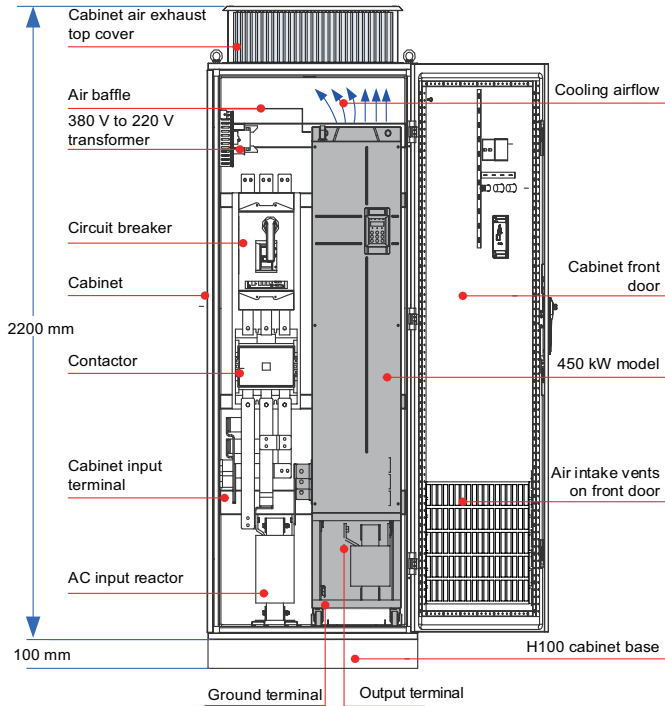 Cabinet air exhaust
top cover
Air baffle
380 V to 220 V
transformer
Circuit breaker
Cabinet
2200 mm
Contactor
Cabinet input
terminal
AC input reactor
100 mm
Ground terminal
Output terminal
Cooling airflow
Cabinet front
door
450 kW model
Air intake vents
on front door
H100 cabinet base